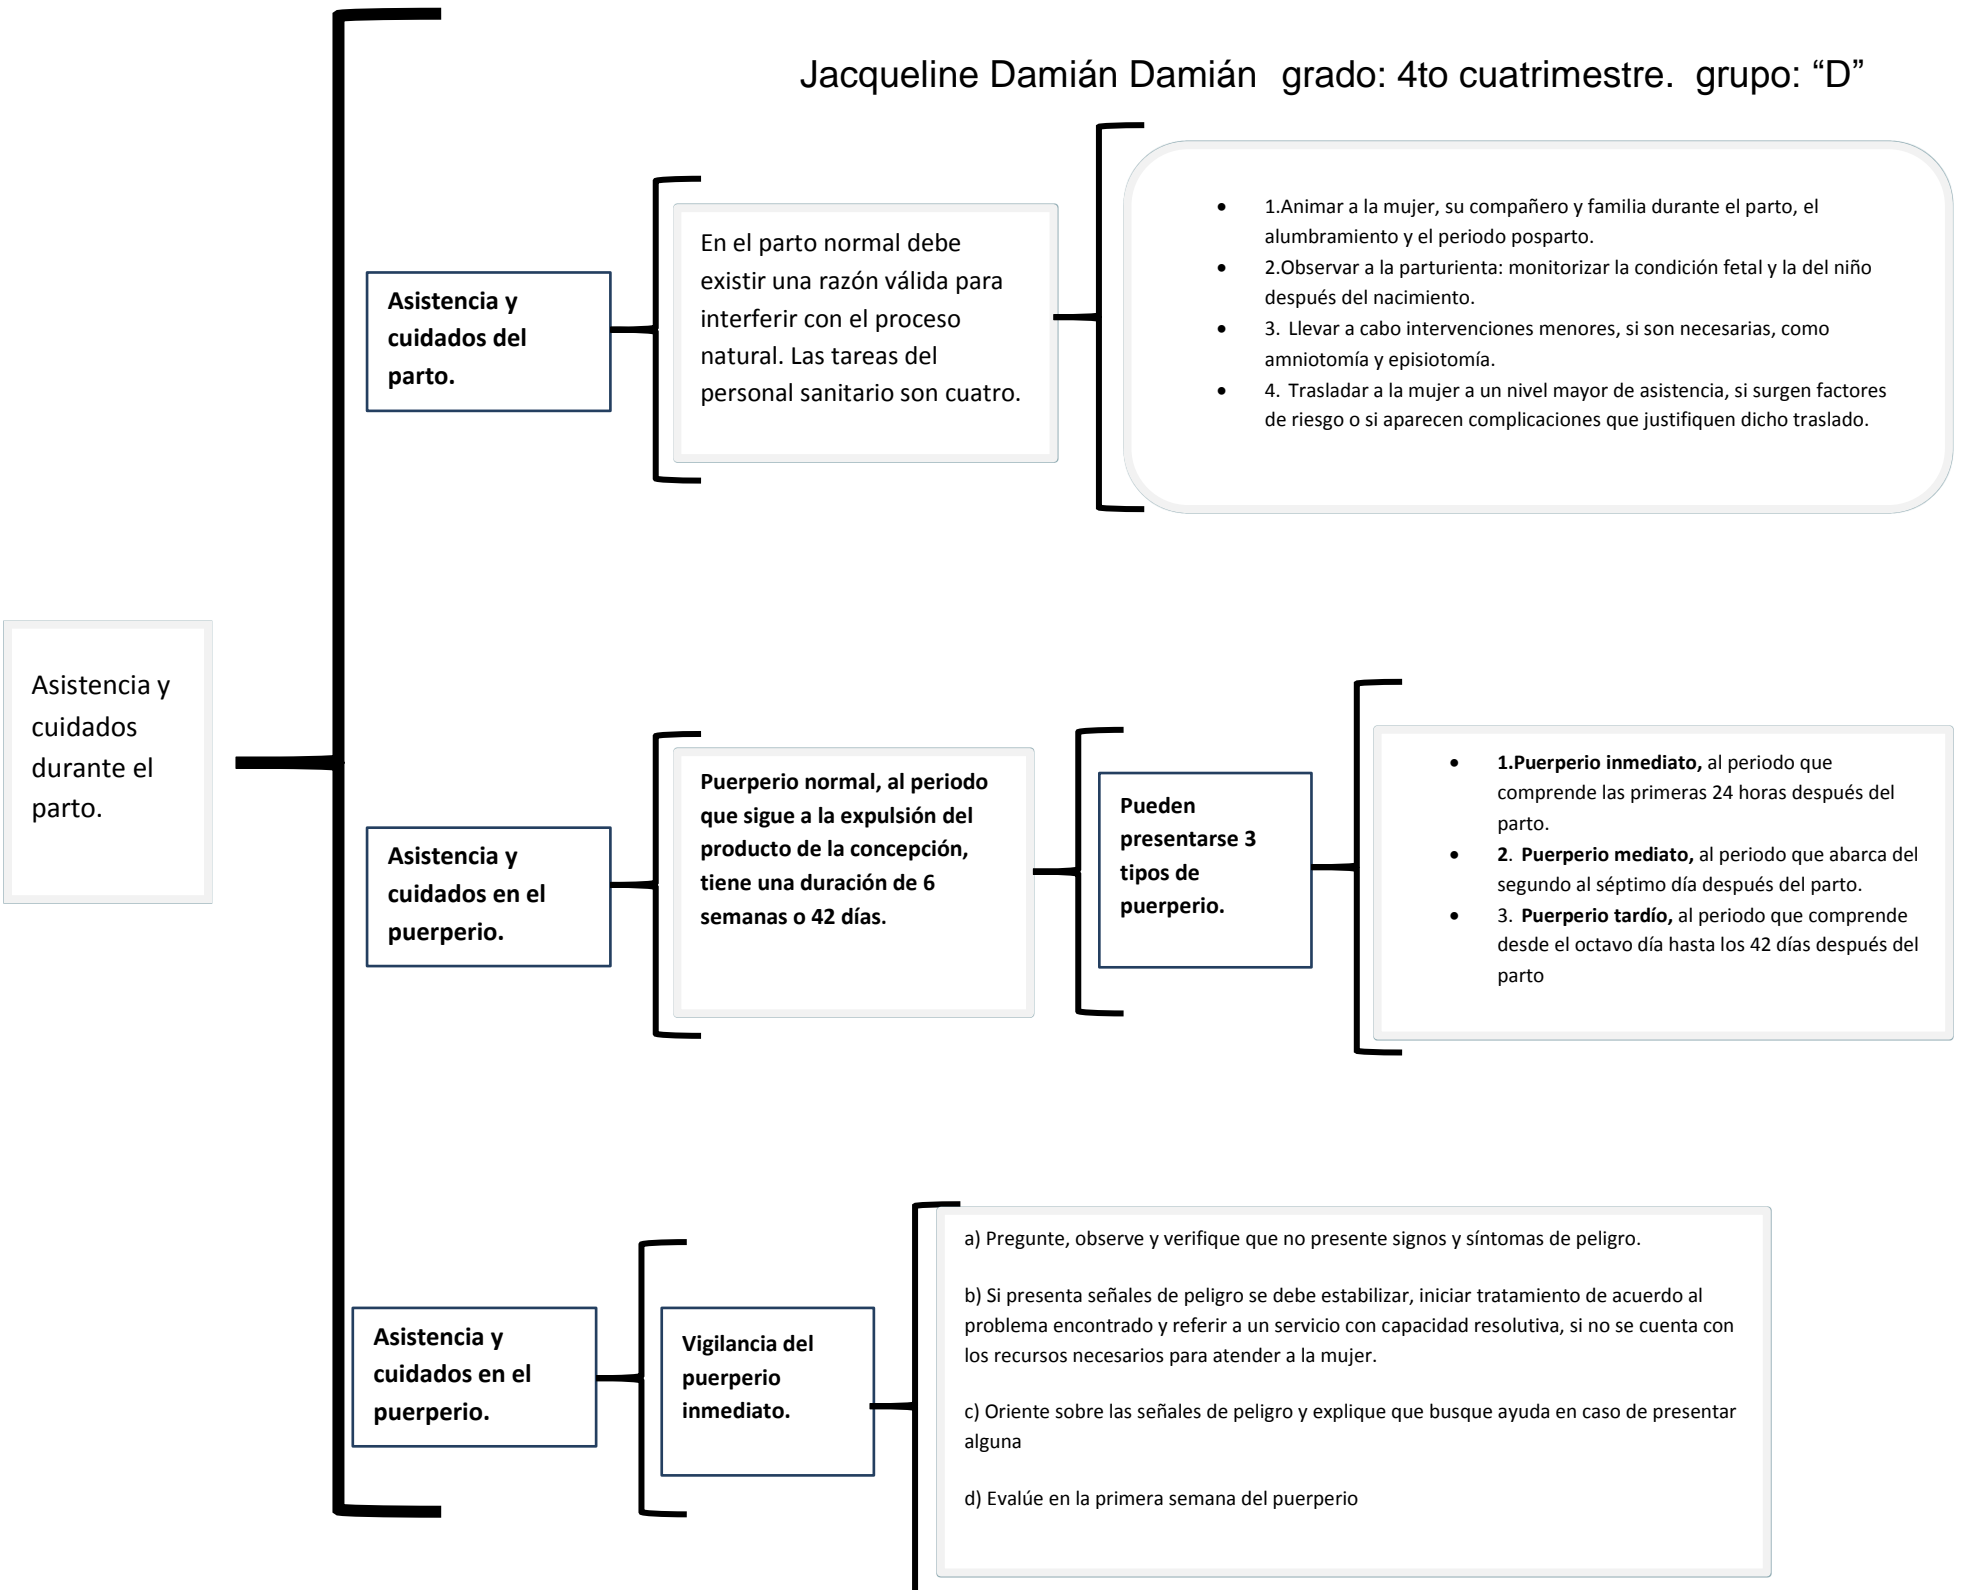 Jacqueline Damián Damián  grado: 4to cuatrimestre.  grupo: “D”
Asistencia y
cuidados
durante el
parto.
Asistencia y
cuidados del
parto.
En el parto normal debe
existir una razón válida para
interferir con el proceso
natural. Las tareas del
personal sanitario son cuatro.
• 1.Animar a la mujer, su compañero y familia durante el parto, el
alumbramiento y el periodo posparto.
• 2.Observar a la parturienta: monitorizar la condición fetal y la del niño
después del nacimiento.
• 3. Llevar a cabo intervenciones menores, si son necesarias, como
amniotomía y episiotomía.
• 4. Trasladar a la mujer a un nivel mayor de asistencia, si surgen factores
de riesgo o si aparecen complicaciones que justifiquen dicho traslado.
Asistencia y
cuidados en el
puerperio.
Puerperio normal, al periodo
que sigue a la expulsión del
producto de la concepción,
tiene una duración de 6
semanas o 42 días.
Pueden
presentarse 3
tipos de
puerperio.
• 1.Puerperio inmediato, al periodo que
comprende las primeras 24 horas después del
parto.
• 2. Puerperio mediato, al periodo que abarca del
segundo al séptimo día después del parto.
• 3. Puerperio tardío, al periodo que comprende
desde el octavo día hasta los 42 días después del
parto
Asistencia y
cuidados en el
puerperio.
Vigilancia del
puerperio
inmediato.
a) Pregunte, observe y verifique que no presente signos y síntomas de peligro.
b) Si presenta señales de peligro se debe estabilizar, iniciar tratamiento de acuerdo al
problema encontrado y referir a un servicio con capacidad resolutiva, si no se cuenta con
los recursos necesarios para atender a la mujer.
c) Oriente sobre las señales de peligro y explique que busque ayuda en caso de presentar
alguna
d) Evalúe en la primera semana del puerperio